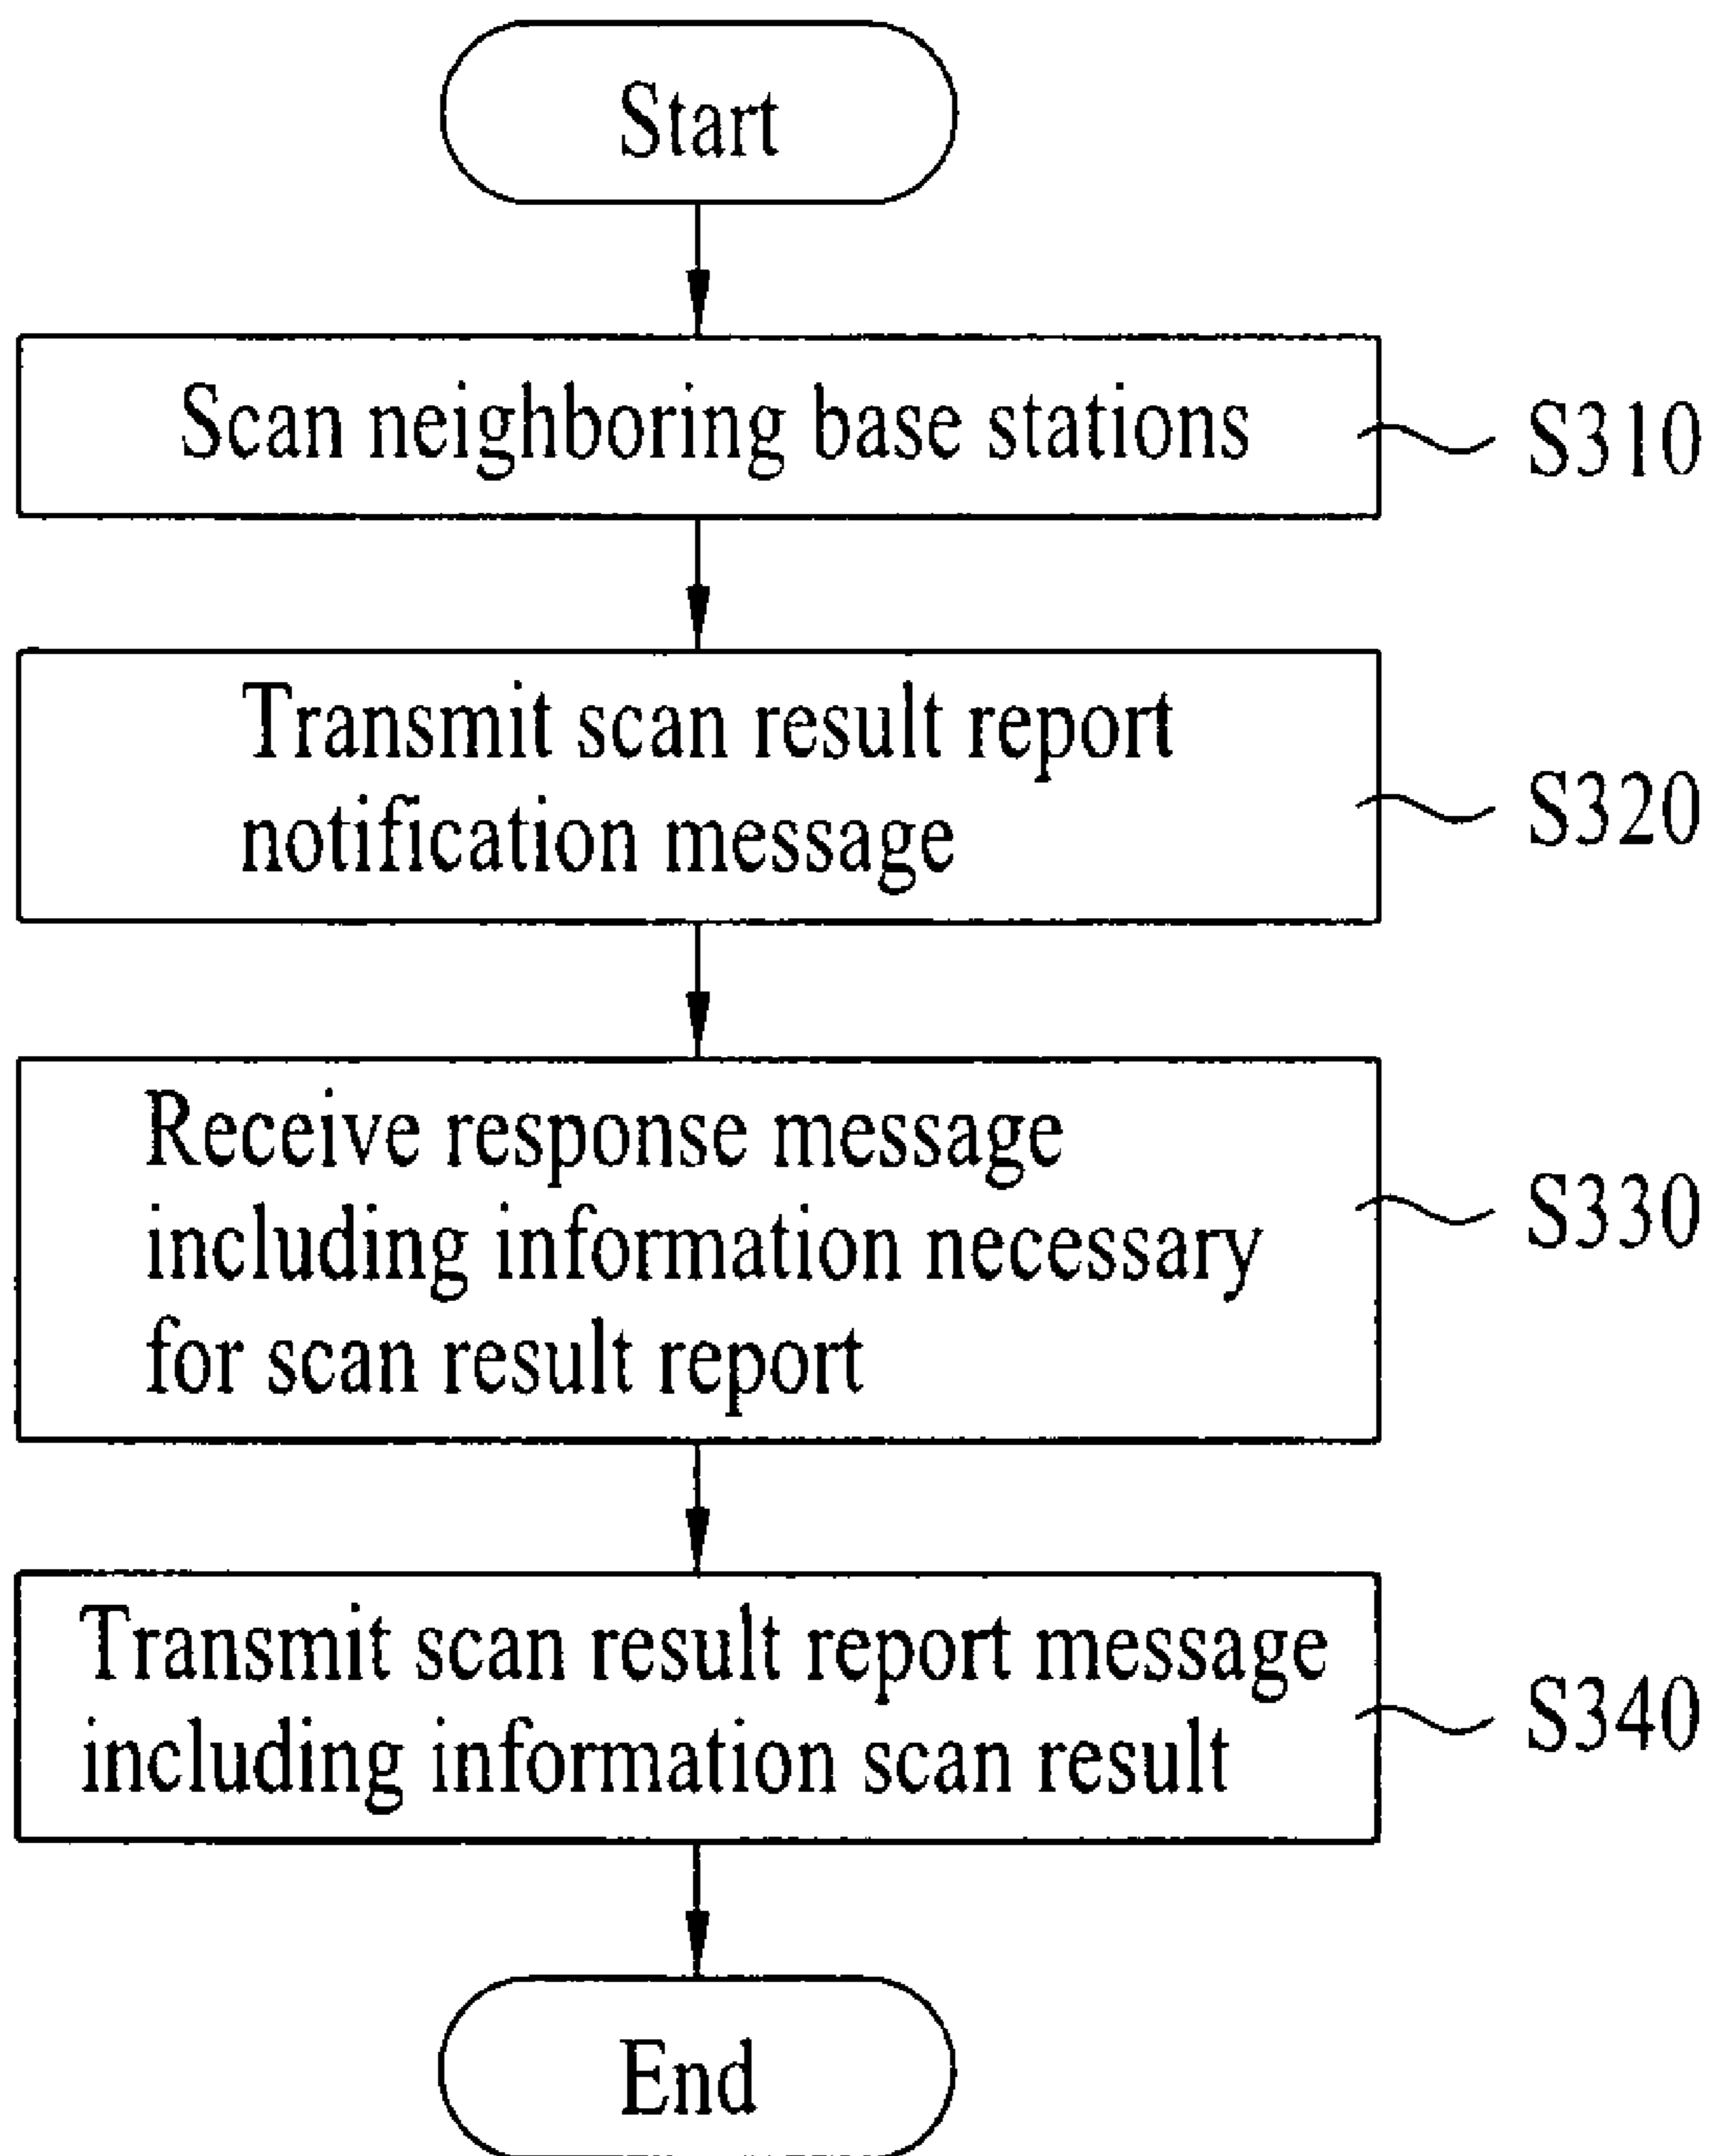 Start
Scan neighboring base stations
S310
Transmit scan result report
notification message
S320
Receive response message
including information necessary
for scan result report
S330
Transmit scan result report message
including information scan result
S340
End